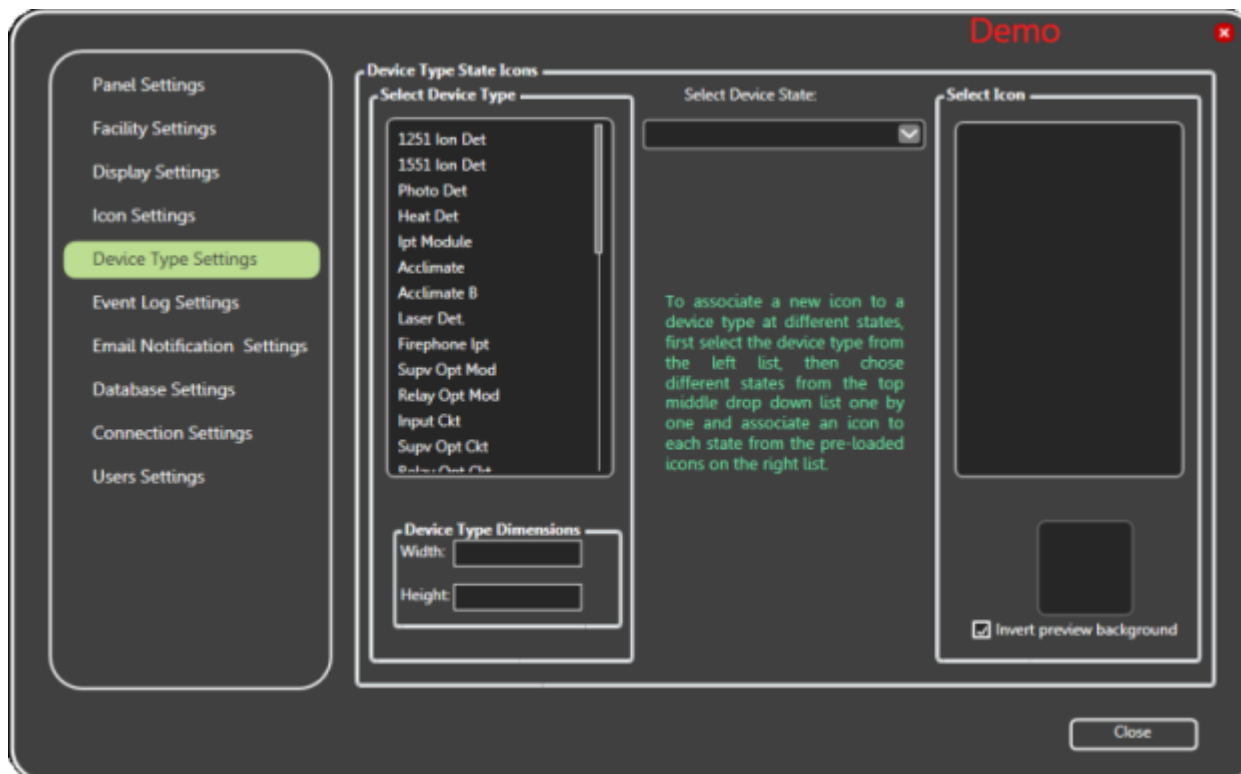 Demo
Panel Settings
Facility Settings
Display Settings
Icon Settings
Device Type Settings
Event Log Settings
Email Notification Settings
Database Settings
Connection Settings
Users Settings
Device Type State Icons
Select Device Type
1251 Ion Det
1551 Ion Det
Photo Det
Heat Det
Ipt Module
Acclimate
Acclimate B
Laser Det.
Firephone Ipt
Supv Opt Mod
Relay Opt Mod
Input Ckt
Supv Opt Ckt
Relay Opt Ckt
Device Type Dimensions
Width:
Height:
Select Device State:
To associate a new icon to a
device type at different states,
first select the device type from
the left list, then chose
different states from the top
middle drop down list one by
one and associate an icon to
each state from the pre-loaded
icons on the right list.
Select Icon
Invert preview background
Close